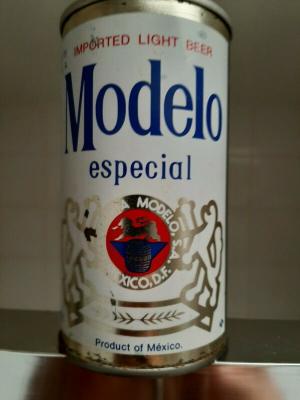 IMPORTED LIGHT BEER
Modelo
especial
A MODELO, S.A.
XICO, D.F.
Product of México.